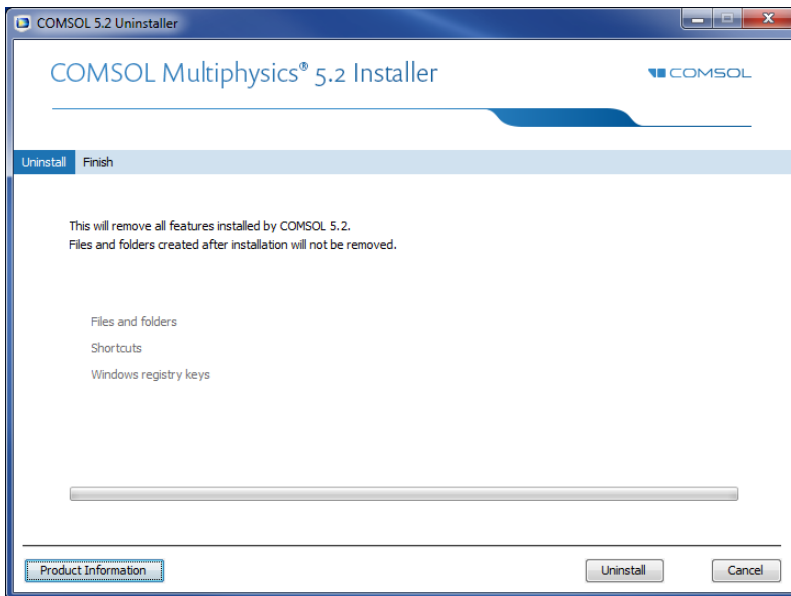 COMSOL 5.2 Uninstaller
COMSOL Multiphysics® 5.2 Installer
COMSOL
Uninstall Finish
This will remove all features installed by COMSOL 5.2.
Files and folders created after installation will not be removed.
Files and folders
Shortcuts
Windows registry keys
Product Information Uninstall Cancel